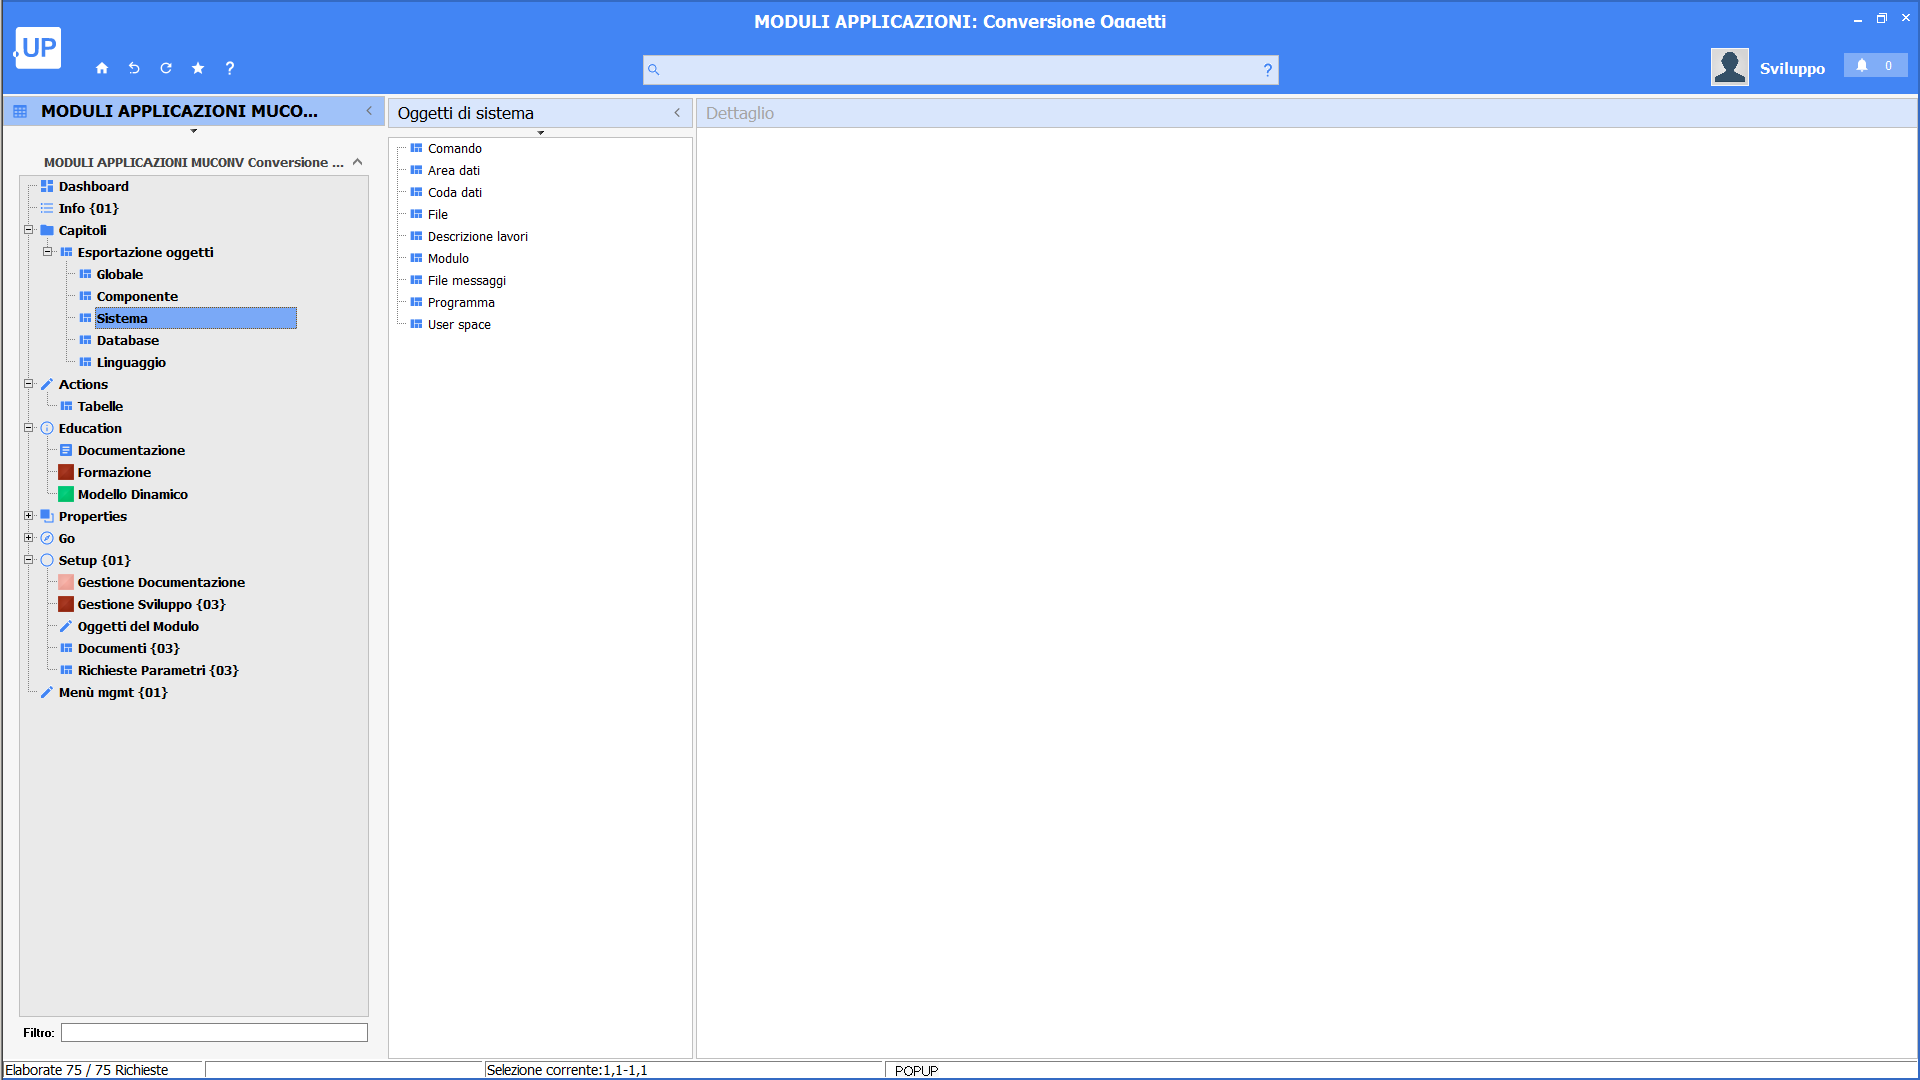 MODULI APPLICAZIONI: Conversione Oggetti
UP
?
?
Sviluppo
0
MODULI APPLICAZIONI MUCO...
MODULI APPLICAZIONI MUCONV Conversione ...
Dashboard
Info {01}
Capitoli
Esportazione oggetti
Globale
Componente
Sistema
Database
Linguaggio
Actions
Tabelle
Education
Documentazione
Formazione
Modello Dinamico
Properties
Go
Setup {01}
Gestione Documentazione
Gestione Sviluppo {03}
Oggetti del Modulo
Documenti {03}
Richieste Parametri {03}
Menù mgmt {01}
Filtro:
Oggetti di sistema
Comando
Area dati
Coda dati
File
Descrizione lavori
Modulo
File messaggi
Programma
User space
Dettaglio
Elaborate 75 / 75 Richieste
Selezione corrente:1,1-1,1
POPUP